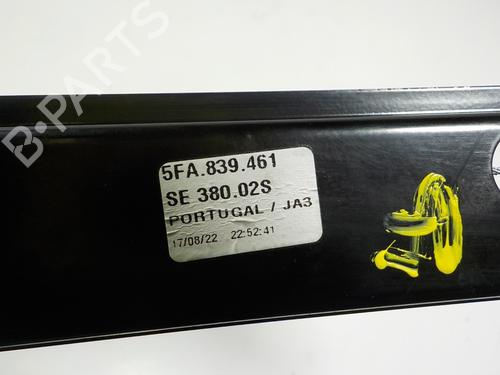 B-PARTS
5FA.839.461
SE 380.02S
PORTUGAL / JA3
17/08/22 22:52:41